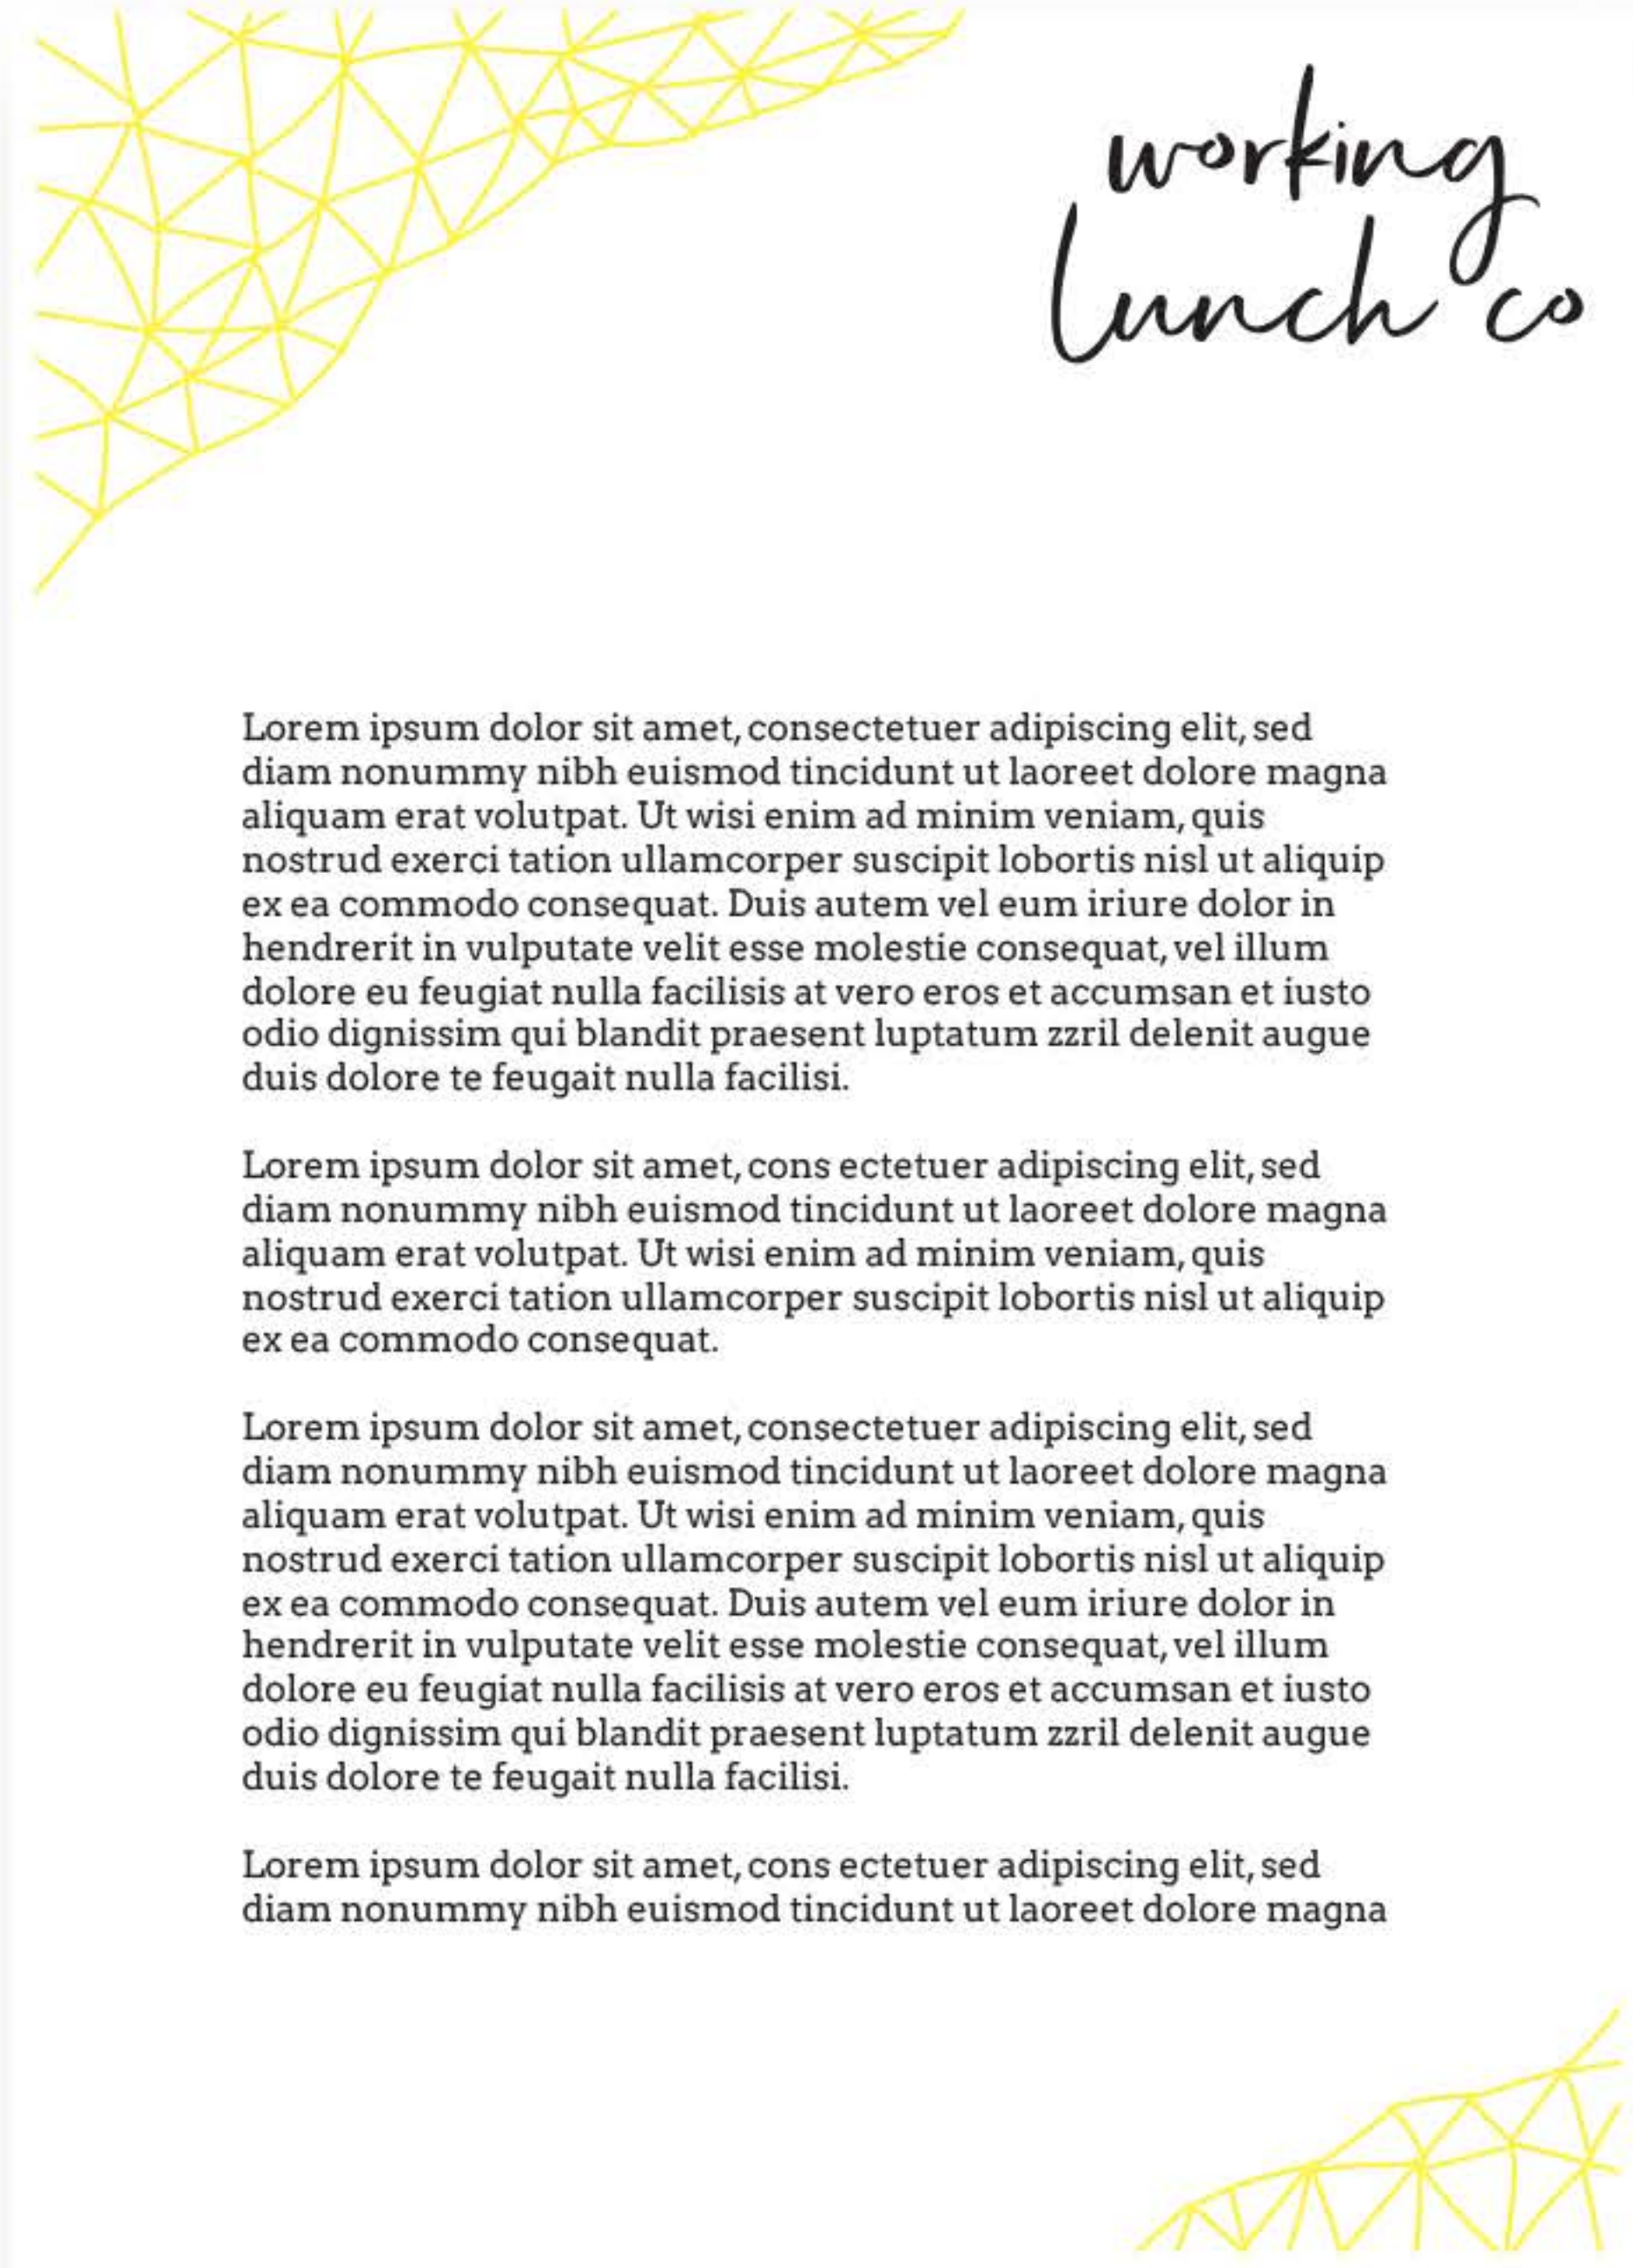 working
lunch co
Lorem ipsum dolor sit amet, consectetuer adipiscing elit, sed
diam nonummy nibh euismod tincidunt ut laoreet dolore magna
aliquam erat volutpat. Ut wisi enim ad minim veniam, quis
nostrud exerci tation ullamcorper suscipit lobortis nisl ut aliquip
ex ea commodo consequat. Duis autem vel eum iriure dolor in
hendrerit in vulputate velit esse molestie consequat, vel illum
dolore eu feugiat nulla facilisis at vero eros et accumsan et iusto
odio dignissim qui blandit praesent luptatum zzril delenit augue
duis dolore te feugait nulla facilisi.
Lorem ipsum dolor sit amet, cons ectetuer adipiscing elit, sed
diam nonummy nibh euismod tincidunt ut laoreet dolore magna
aliquam erat volutpat. Ut wisi enim ad minim veniam, quis
nostrud exerci tation ullamcorper suscipit lobortis nisl ut aliquip
ex ea commodo consequat.
Lorem ipsum dolor sit amet, consectetuer adipiscing elit, sed
diam nonummy nibh euismod tincidunt ut laoreet dolore magna
aliquam erat volutpat. Ut wisi enim ad minim veniam, quis
nostrud exerci tation ullamcorper suscipit lobortis nisl ut aliquip
ex ea commodo consequat. Duis autem vel eum iriure dolor in
hendrerit in vulputate velit esse molestie consequat, vel illum
dolore eu feugiat nulla facilisis at vero eros et accumsan et iusto
odio dignissim qui blandit praesent luptatum zzril delenit augue
duis dolore te feugait nulla facilisi.
Lorem ipsum dolor sit amet, cons ectetuer adipiscing elit, sed
diam nonummy nibh euismod tincidunt ut laoreet dolore magna